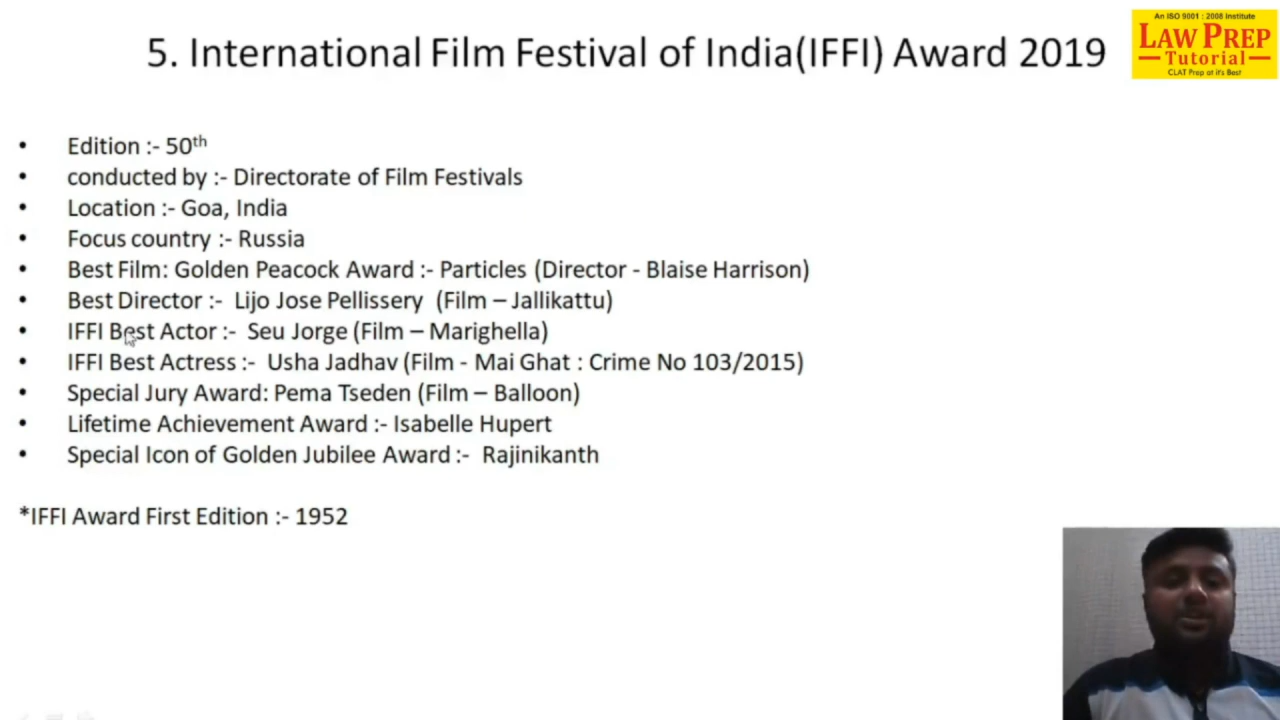 5. International Film Festival of India(IFFI) Award 2019
An ISO 9001 : 2008 Institute
LAW PREP
Tutorial
CLAT Prep at it's Best
• Edition :- 50th
• conducted by :- Directorate of Film Festivals
• Location :- Goa, India
• Focus country :- Russia
• Best Film: Golden Peacock Award :- Particles (Director - Blaise Harrison)
• Best Director :- Lijo Jose Pellissery (Film – Jallikattu)
• IFFI Best Actor :- Seu Jorge (Film – Marighella)
• IFFI Best Actress :- Usha Jadhav (Film - Mai Ghat : Crime No 103/2015)
• Special Jury Award: Pema Tseden (Film – Balloon)
• Lifetime Achievement Award :- Isabelle Hupert
• Special Icon of Golden Jubilee Award :- Rajinikanth
*IFFI Award First Edition :- 1952